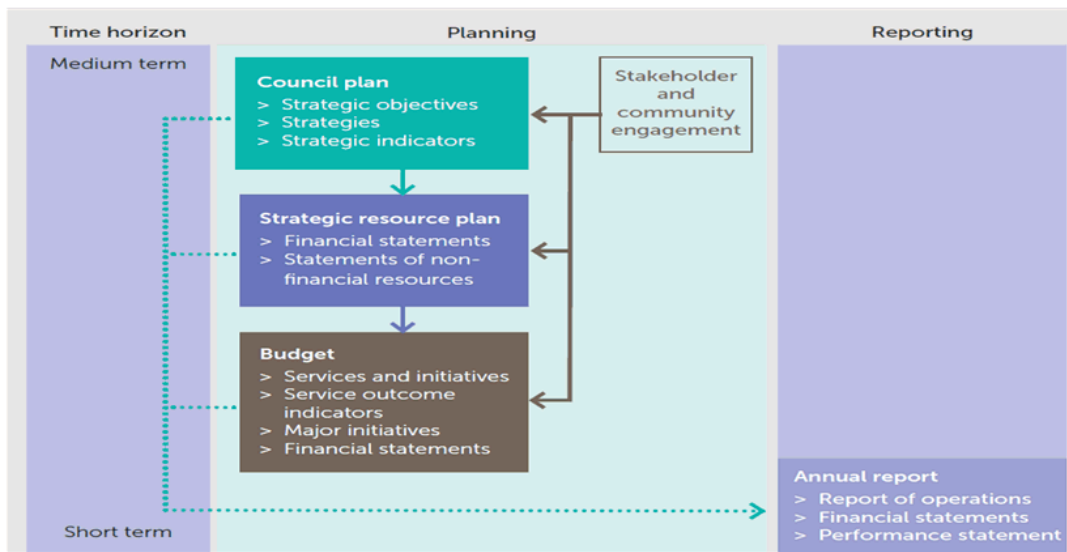 Time horizon
Planning
Reporting
Medium term
Council plan
> Strategic objectives
> Strategies
> Strategic indicators
Stakeholder
and
community
engagement
Strategic resource plan
> Financial statements
> Statements of non-
financial resources
Budget
> Services and initiatives
> Service outcome
indicators
> Major initiatives
> Financial statements
Annual report
> Report of operations
> Financial statements
> Performance statement
Short term